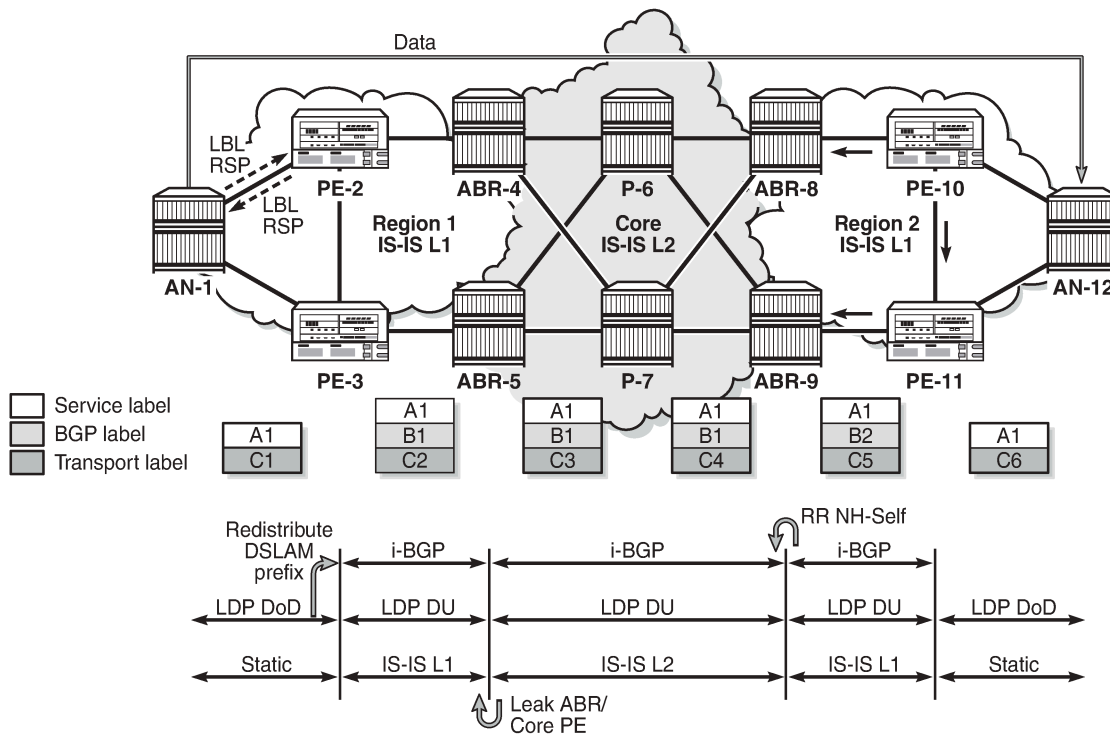 Data
LBL
RSP
LBL
RSP
PE-2
ABR-4
P-6
ABR-8
PE-10
Region 1
IS-IS L1
Core
IS-IS L2
Region 2
IS-IS L1
AN-1
AN-12
PE-3
ABR-5
P-7
ABR-9
PE-11
Service label
BGP label
Transport label
A1
C1
A1
B1
C2
A1
B1
C3
A1
B1
C4
A1
B2
C5
A1
C6
Redistribute
DSLAM
prefix
RR NH-Self
i-BGP
i-BGP
i-BGP
LDP DoD
LDP DU
LDP DU
LDP DU
LDP DoD
Static
IS-IS L1
IS-IS L2
IS-IS L1
Static
Leak ABR/
Core PE